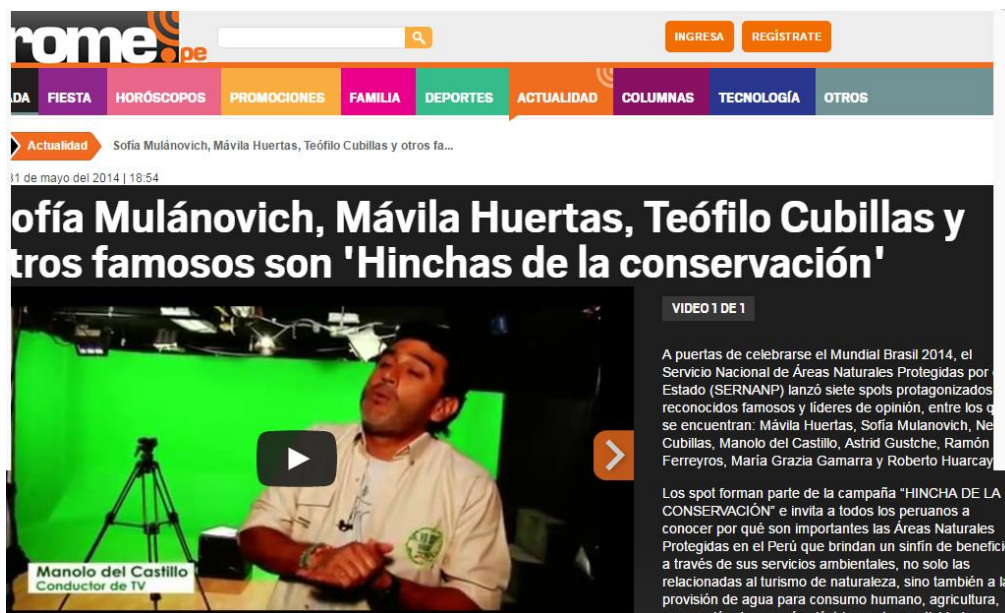 rome.pe
INGRESA REGÍSTRATE
DA FIESTA HORÓSCOPOS PROMOCIONES FAMILIA DEPORTES ACTUALIDAD COLUMNAS TECNOLOGÍA OTROS
Actualidad Sofía Mulánovich, Mávila Huertas, Teófilo Cubillas y otros fa...
31 de mayo del 2014 | 18:54
ofía Mulánovich, Mávila Huertas, Teófilo Cubillas y
tros famosos son 'Hinchas de la conservación'
VIDEO 1 DE 1
A puertas de celebrarse el Mundial Brasil 2014, el
Servicio Nacional de Áreas Naturales Protegidas por
Estado (SERNANP) lanzó siete spots protagonizados
reconocidos famosos y líderes de opinión, entre los q
se encuentran: Mávila Huertas, Sofía Mulanovich, Ne
Cubillas, Manolo del Castillo, Astrid Gustche, Ramón
Ferreyros, María Grazia Gamarra y Roberto Huarcay
Los spot forman parte de la campaña “HINCHA DE LA
CONSERVACIÓN” e invita a todos los peruanos a
conocer por qué son importantes las Áreas Naturales
Protegidas en el Perú que brindan un sinfín de benefici
a través de sus servicios ambientales, no solo las
relacionadas al turismo de naturaleza, sino también a la
provisión de agua para consumo humano, agricultura,
Manolo del Castillo
Conductor de TV